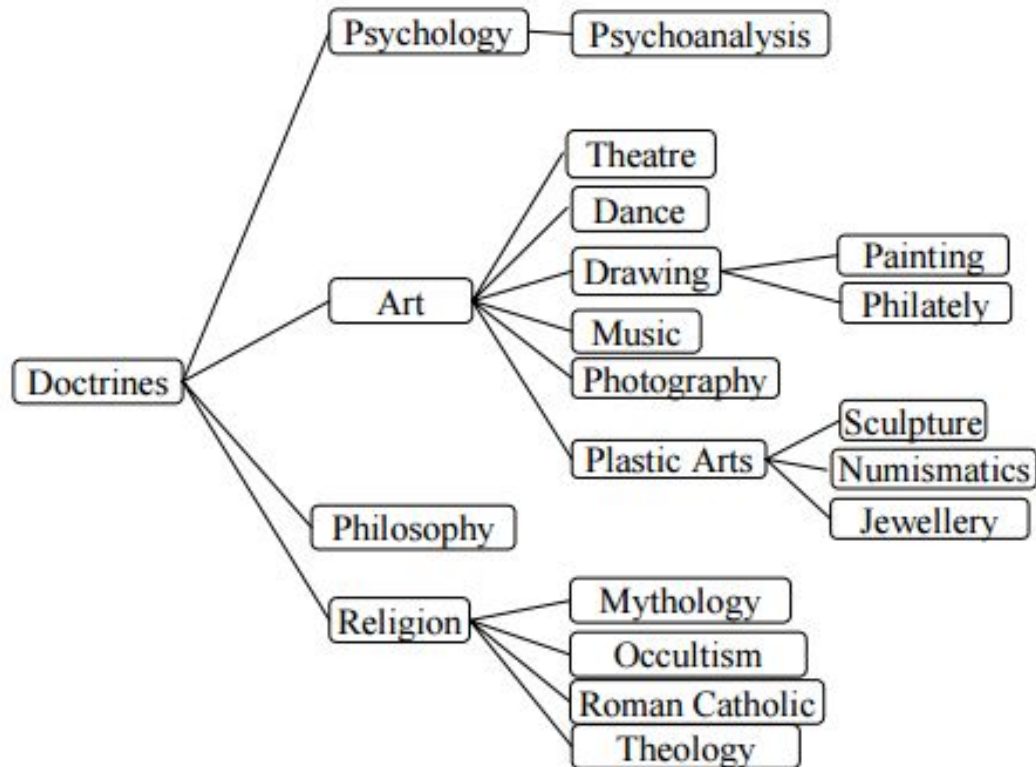 Psychology
Psychoanalysis
Theatre
Dance
Drawing
Painting
Philately
Art
Music
Photography
Doctrines
Plastic Arts
Sculpture
Numismatics
Jewellery
Philosophy
Religion
Mythology
Occultism
Roman Catholic
Theology